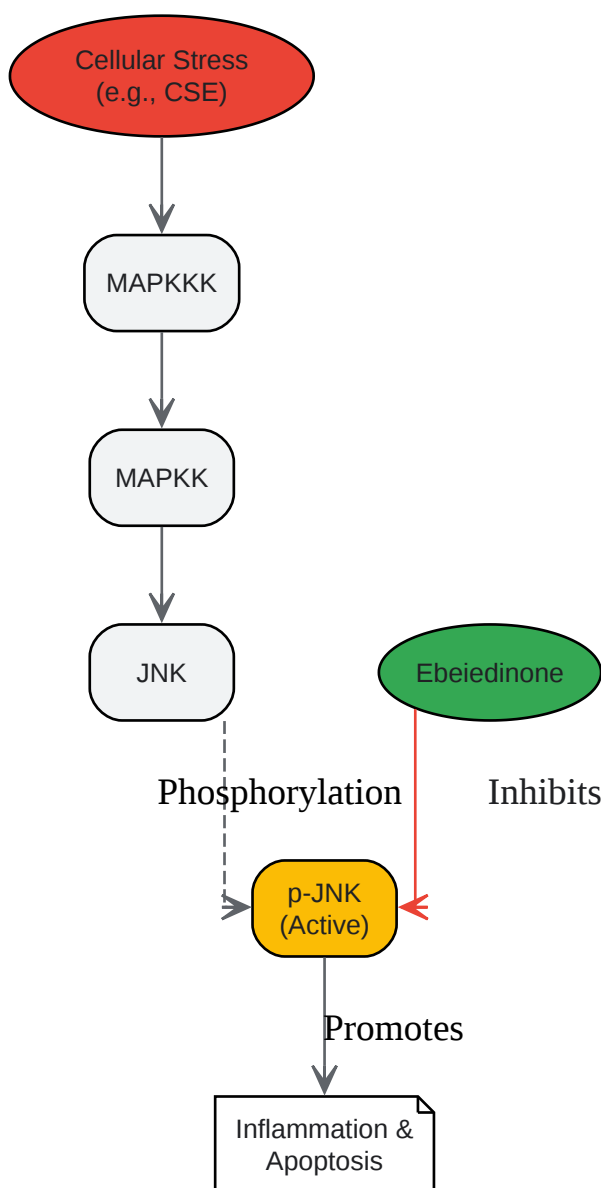 Cellular Stress
(e.g., CSE)
MAPKKK
MAPKK
JNK
Ebeiedinone
Phosphorylation
Inhibits
p-JNK
(Active)
Promotes
Inflammation &
Apoptosis